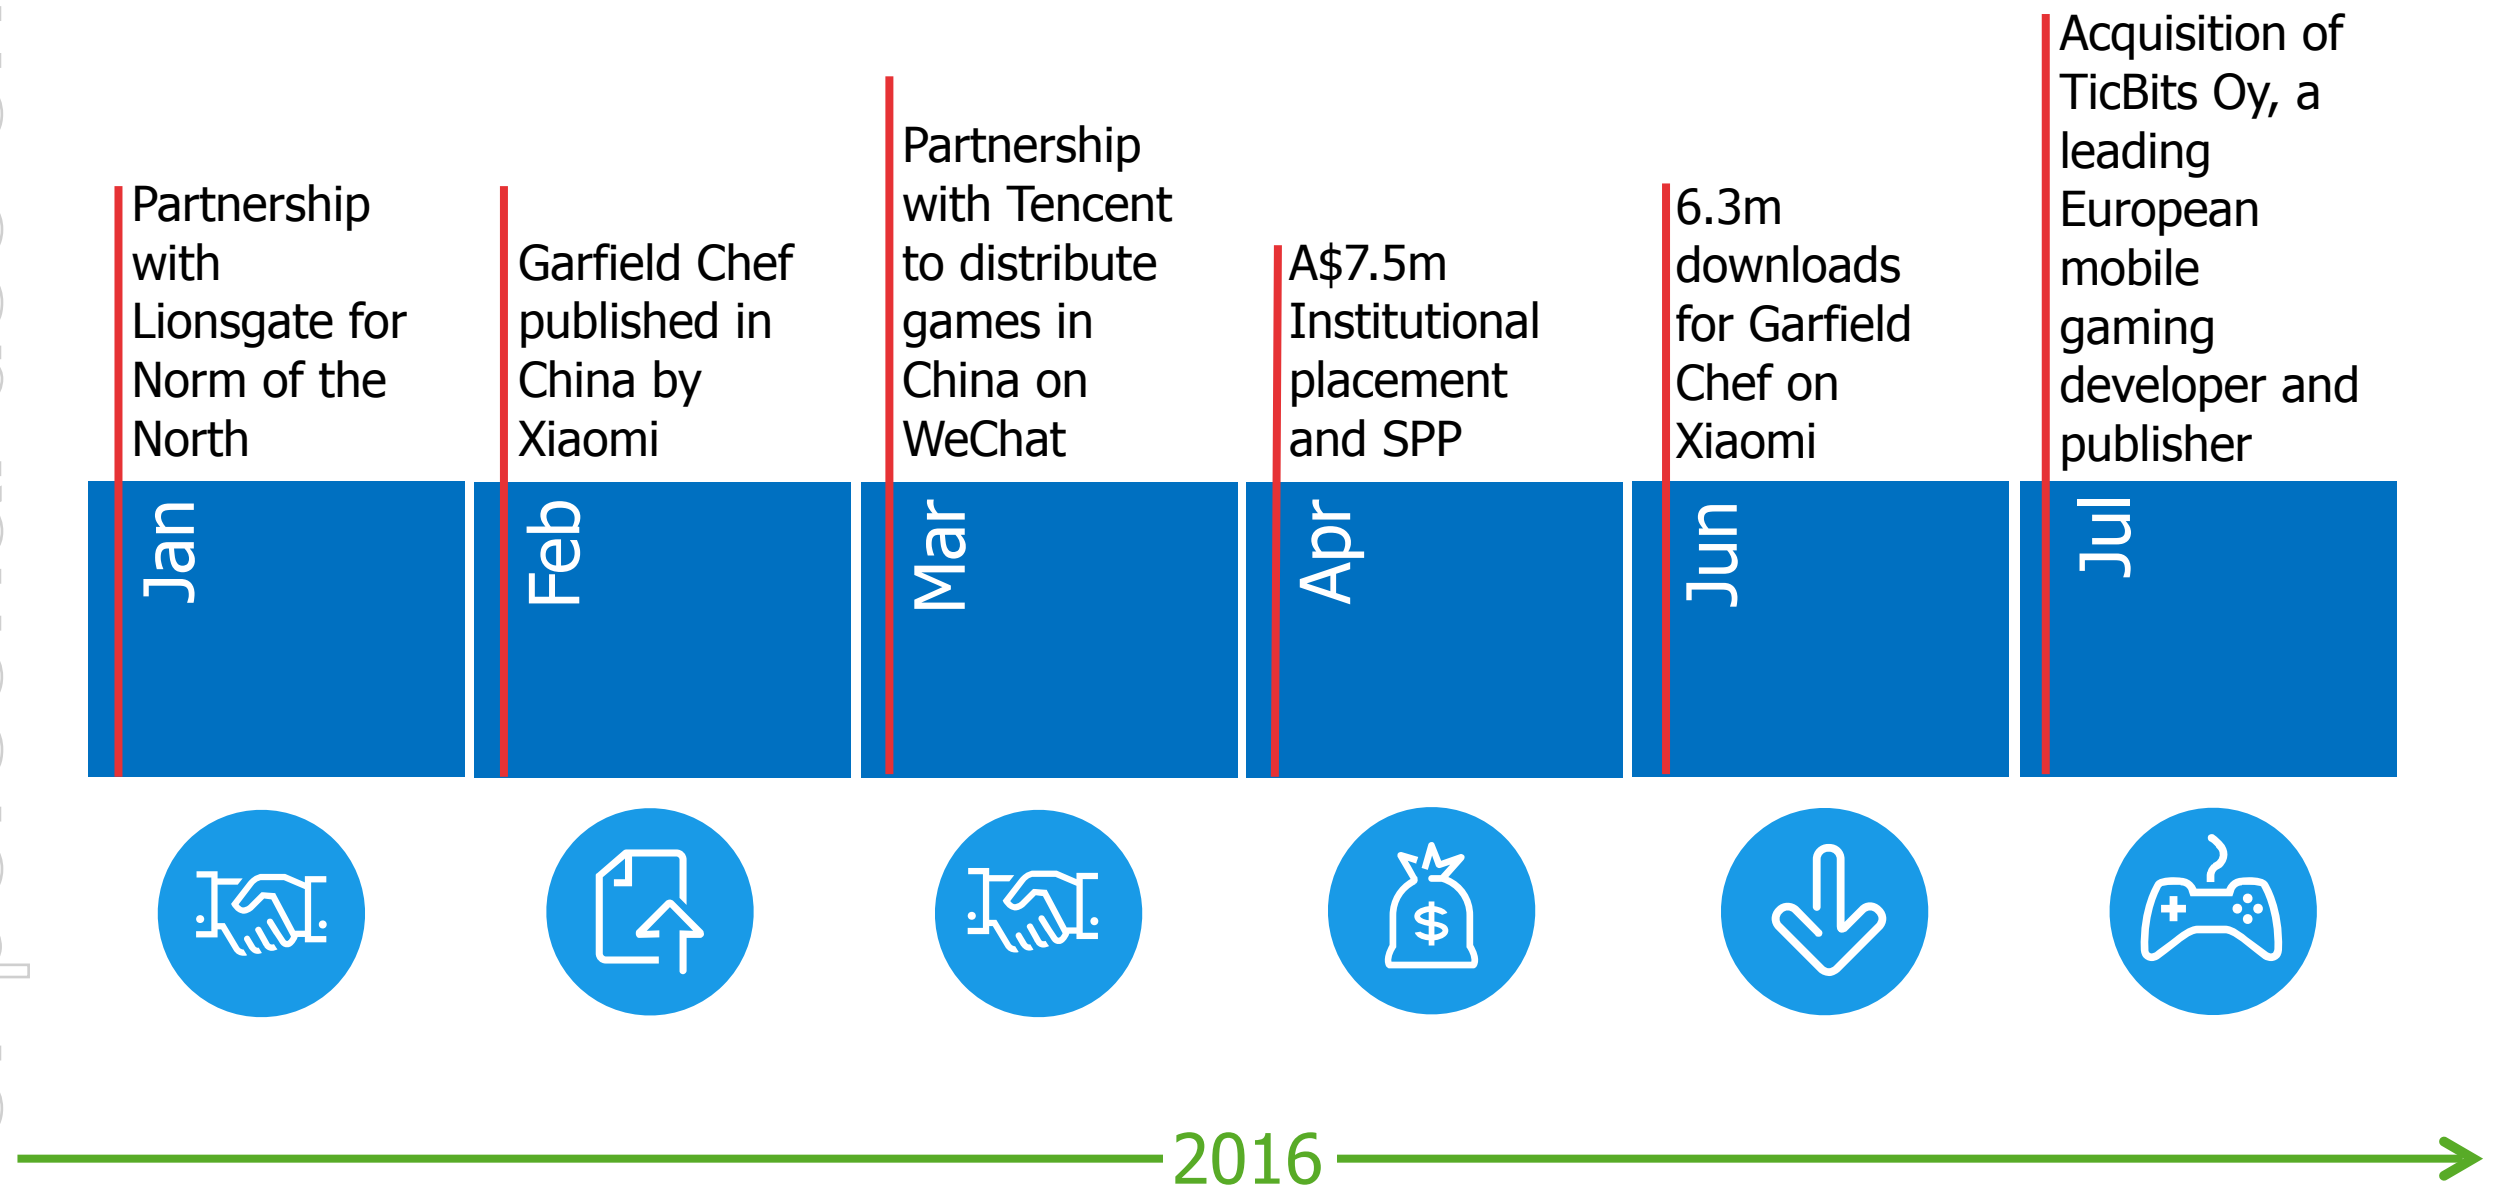 Partnership
with
Lionsgate for
Norm of the
North
Garfield Chef
published in
China by
Xiaomi
Partnership
with Tencent
to distribute
games in
China on
WeChat
A$7.5m
Institutional
placement
and SPP
6.3m
downloads
for Garfield
Chef on
Xiaomi
Acquisition of
TicBits Oy, a
leading
European
mobile
gaming
developer and
publisher
Jan
Feb
Mar
Apr
Jun
Jul
$
2016